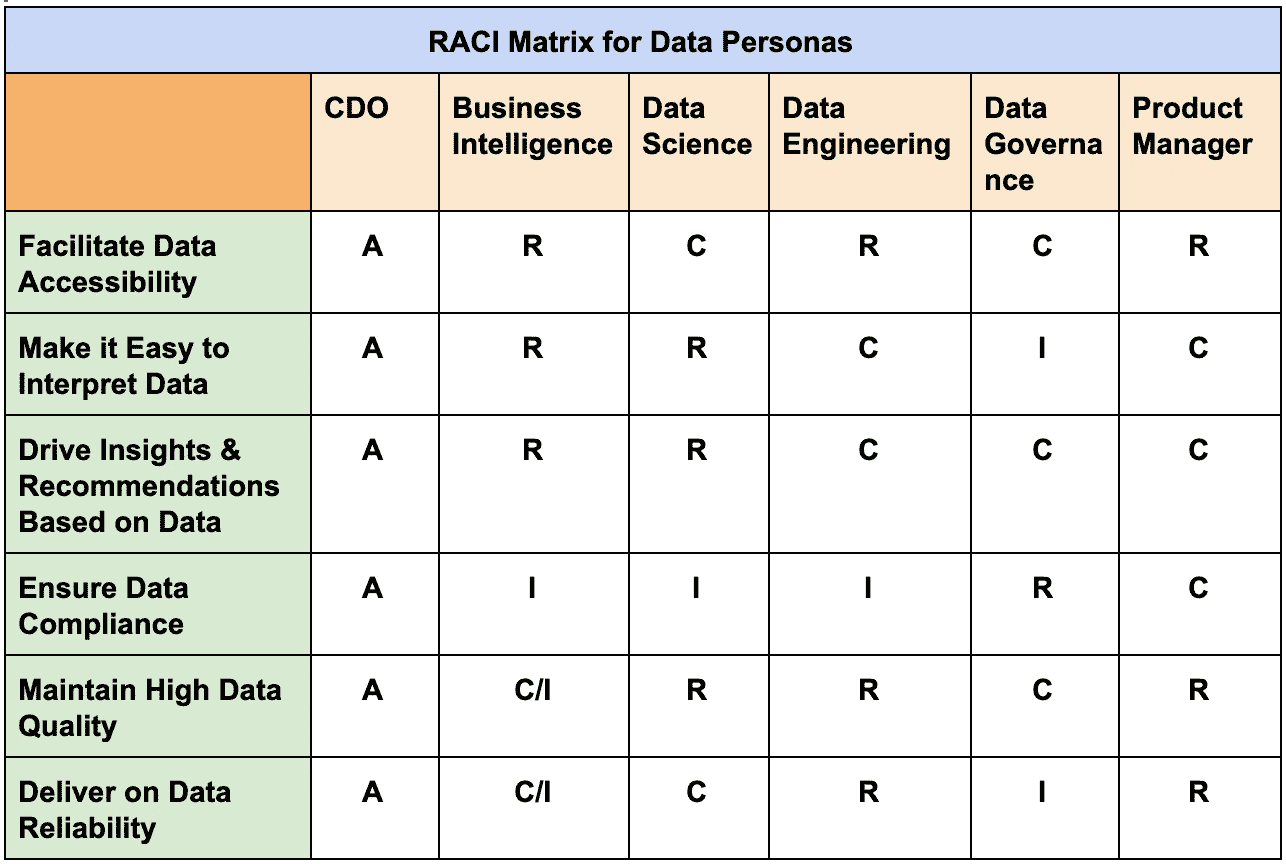 RACI Matrix for Data Personas
CDO
Business
Intelligence
Data
Science
Data
Engineering
Data
Governa
nce
Product
Manager
Facilitate Data
Accessibility
A
R
C
R
C
R
Make it Easy to
Interpret Data
A
R
R
C
I
C
Drive Insights &
Recommendations
Based on Data
A
R
R
C
C
C
Ensure Data
Compliance
A
I
I
I
R
C
Maintain High Data
Quality
A
C/I
R
R
C
R
Deliver on Data
Reliability
A
C/I
C
R
I
R